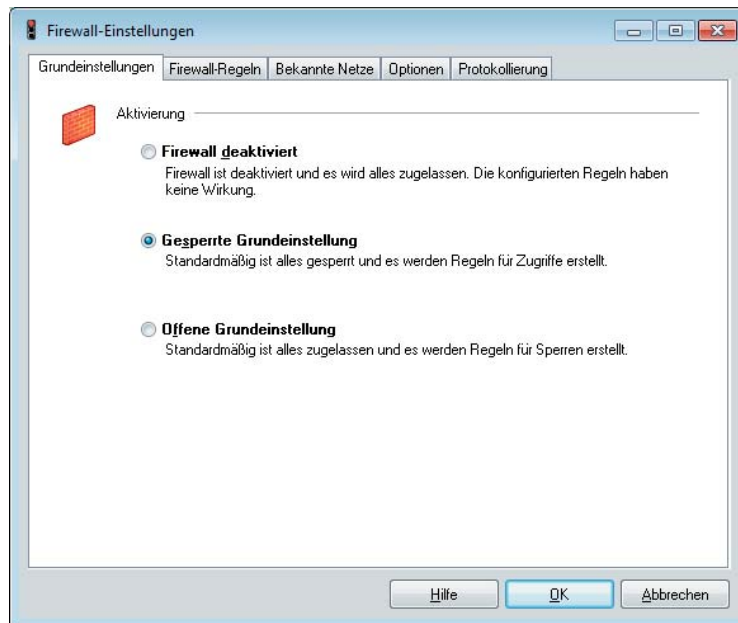 Firewall-Einstellungen
Grundeinstellungen Firewall-Regeln Bekannte Netze Optionen Protokollierung
Aktivierung
Firewall deaktiviert
Firewall ist deaktiviert und es wird alles zugelassen. Die konfigurierten Regeln haben
keine Wirkung.
Gesperrte Grundeinstellung
Standardmäßig ist alles gesperrt und es werden Regeln für Zugriffe erstellt.
Offene Grundeinstellung
Standardmäßig ist alles zugelassen und es werden Regeln für Sperren erstellt.
Hilfe OK Abbrechen